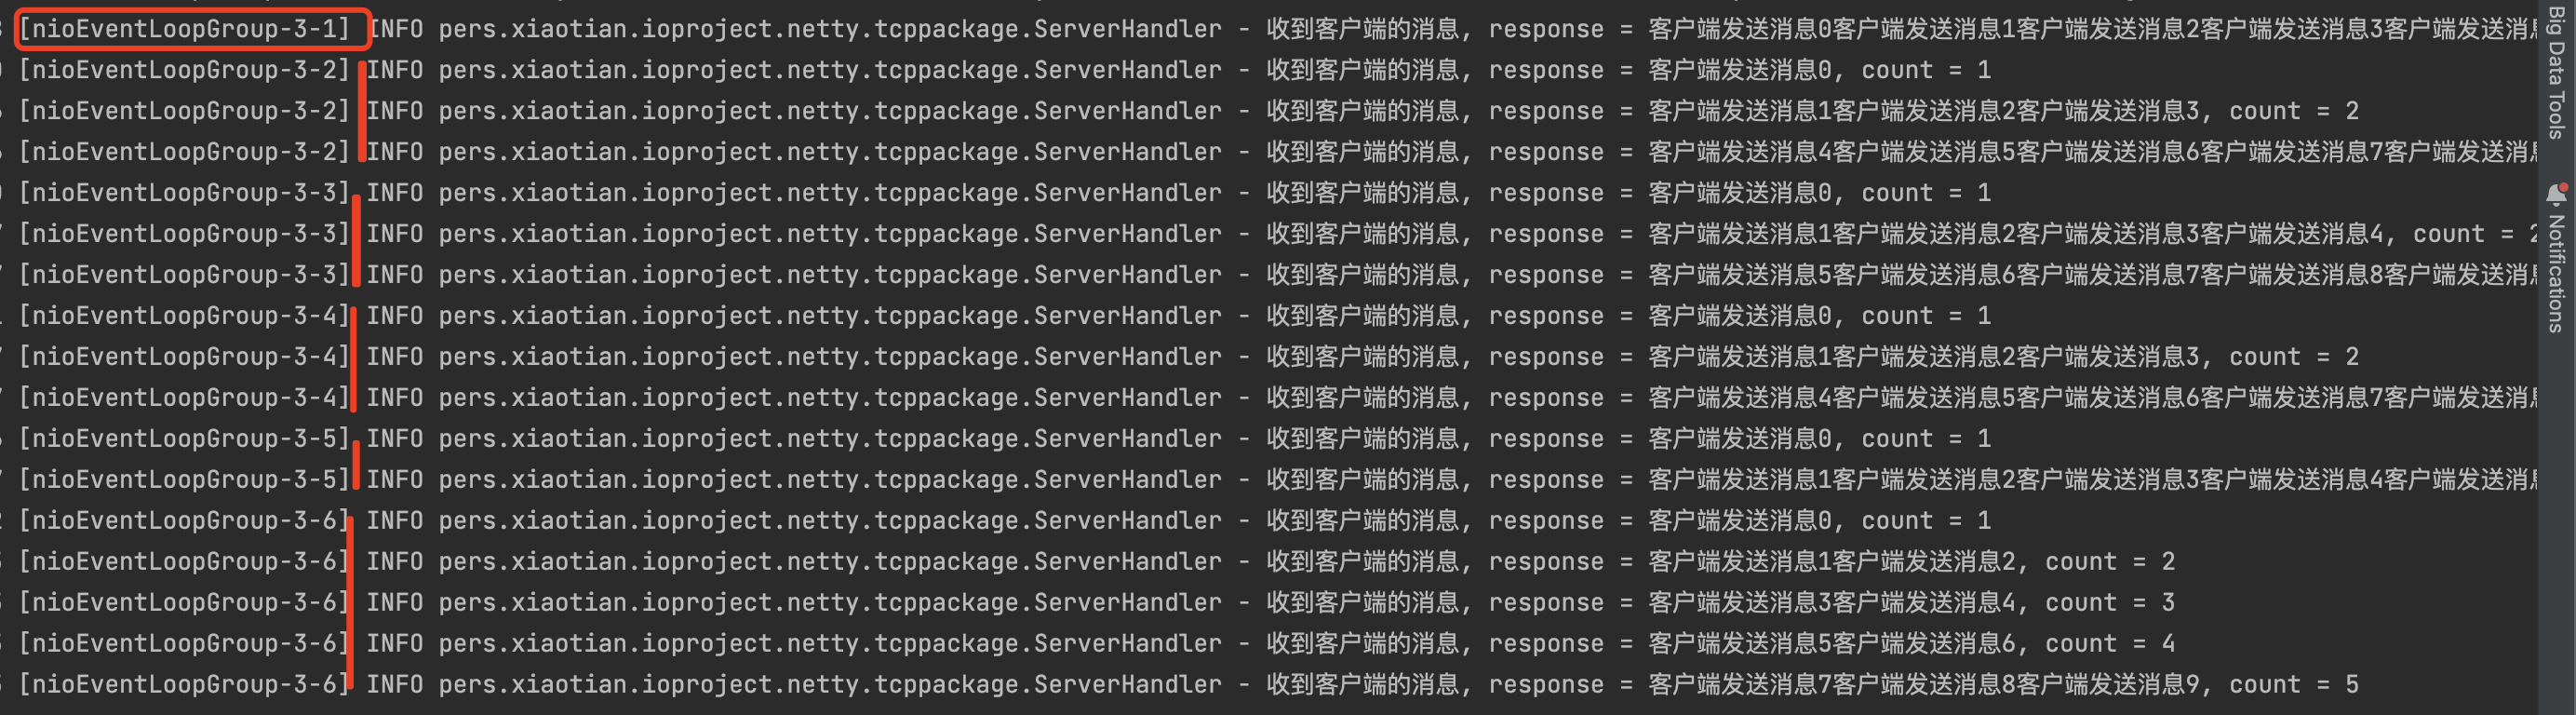 [nioEventLoopGroup-3-1] INFO pers.xiaotian.ioproject.netty.tcppackage.ServerHandler - 收到客户端的消息, response = 客户端发送消息0客户端发送消息1客户端发送消息2客户端发送消息3客户端发送消息
[nioEventLoopGroup-3-2] INFO pers.xiaotian.ioproject.netty.tcppackage.ServerHandler - 收到客户端的消息, response = 客户端发送消息0, count = 1
[nioEventLoopGroup-3-2] INFO pers.xiaotian.ioproject.netty.tcppackage.ServerHandler - 收到客户端的消息, response = 客户端发送消息1客户端发送消息2客户端发送消息3, count = 2
[nioEventLoopGroup-3-2] INFO pers.xiaotian.ioproject.netty.tcppackage.ServerHandler - 收到客户端的消息, response = 客户端发送消息4客户端发送消息5客户端发送消息6客户端发送消息7客户端发送消息
[nioEventLoopGroup-3-3] INFO pers.xiaotian.ioproject.netty.tcppackage.ServerHandler - 收到客户端的消息, response = 客户端发送消息0, count = 1
[nioEventLoopGroup-3-3] INFO pers.xiaotian.ioproject.netty.tcppackage.ServerHandler - 收到客户端的消息, response = 客户端发送消息1客户端发送消息2客户端发送消息3客户端发送消息4, count = 2
[nioEventLoopGroup-3-3] INFO pers.xiaotian.ioproject.netty.tcppackage.ServerHandler - 收到客户端的消息, response = 客户端发送消息5客户端发送消息6客户端发送消息7客户端发送消息8客户端发送消息
[nioEventLoopGroup-3-4] INFO pers.xiaotian.ioproject.netty.tcppackage.ServerHandler - 收到客户端的消息, response = 客户端发送消息0, count = 1
[nioEventLoopGroup-3-4] INFO pers.xiaotian.ioproject.netty.tcppackage.ServerHandler - 收到客户端的消息, response = 客户端发送消息1客户端发送消息2客户端发送消息3, count = 2
[nioEventLoopGroup-3-4] INFO pers.xiaotian.ioproject.netty.tcppackage.ServerHandler - 收到客户端的消息, response = 客户端发送消息4客户端发送消息5客户端发送消息6客户端发送消息7客户端发送消息
[nioEventLoopGroup-3-5] INFO pers.xiaotian.ioproject.netty.tcppackage.ServerHandler - 收到客户端的消息, response = 客户端发送消息0, count = 1
[nioEventLoopGroup-3-5] INFO pers.xiaotian.ioproject.netty.tcppackage.ServerHandler - 收到客户端的消息, response = 客户端发送消息1客户端发送消息2客户端发送消息3客户端发送消息4客户端发送消息
[nioEventLoopGroup-3-6] INFO pers.xiaotian.ioproject.netty.tcppackage.ServerHandler - 收到客户端的消息, response = 客户端发送消息0, count = 1
[nioEventLoopGroup-3-6] INFO pers.xiaotian.ioproject.netty.tcppackage.ServerHandler - 收到客户端的消息, response = 客户端发送消息1客户端发送消息2, count = 2
[nioEventLoopGroup-3-6] INFO pers.xiaotian.ioproject.netty.tcppackage.ServerHandler - 收到客户端的消息, response = 客户端发送消息3客户端发送消息4, count = 3
[nioEventLoopGroup-3-6] INFO pers.xiaotian.ioproject.netty.tcppackage.ServerHandler - 收到客户端的消息, response = 客户端发送消息5客户端发送消息6, count = 4
[nioEventLoopGroup-3-6] INFO pers.xiaotian.ioproject.netty.tcppackage.ServerHandler - 收到客户端的消息, response = 客户端发送消息7客户端发送消息8客户端发送消息9, count = 5
Big Data Tools
Notifications